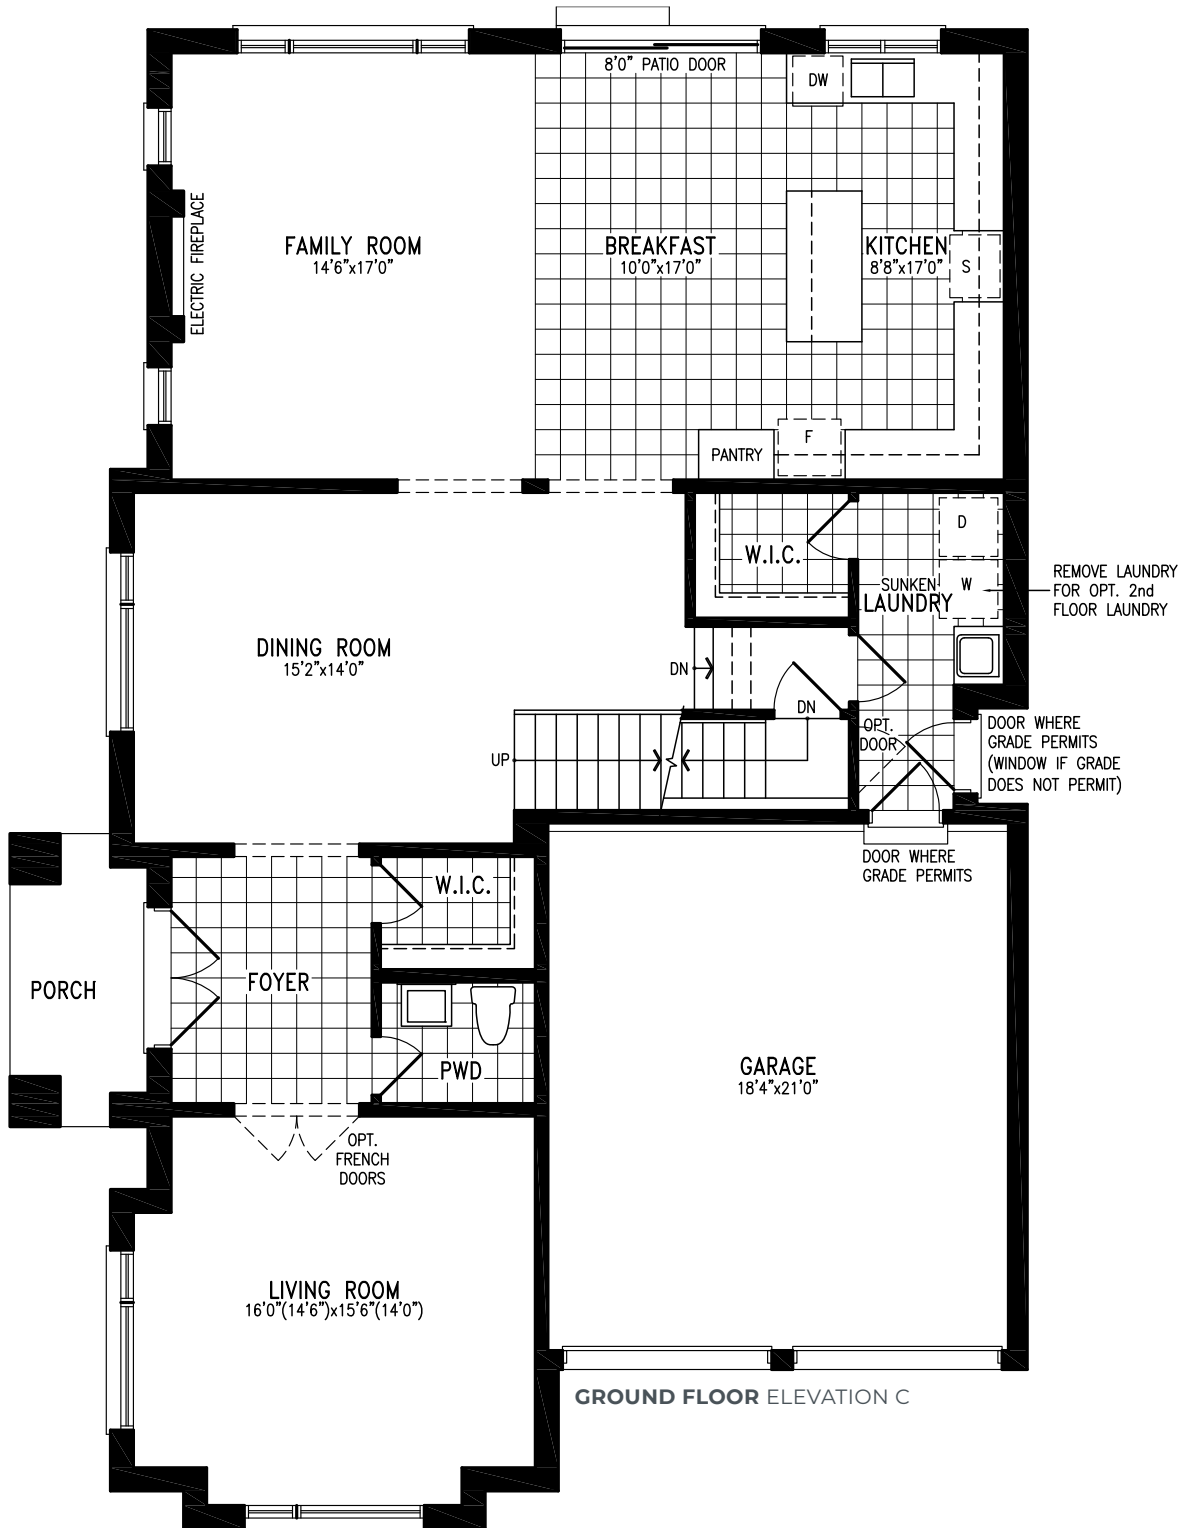 8'0" PATIO DOOR
DW
ELECTRIC FIREPLACE
FAMILY ROOM
14'6"x17'0"
BREAKFAST
10'0"x17'0"
KITCHEN
8'8"x17'0"
S
F
PANTRY
D
W.I.C.
SUNKEN
LAUNDRY
W
REMOVE LAUNDRY
FOR OPT. 2nd
FLOOR LAUNDRY
DINING ROOM
15'2"x14'0"
DN
DN
UP
OPT.
DOOR
DOOR WHERE
GRADE PERMITS
(WINDOW IF GRADE
DOES NOT PERMIT)
DOOR WHERE
GRADE PERMITS
W.I.C.
PORCH
FOYER
PWD
GARAGE
18'4"x21'0"
OPT.
FRENCH
DOORS
LIVING ROOM
16'0"(14'6")x15'6"(14'0")
GROUND FLOOR ELEVATION C